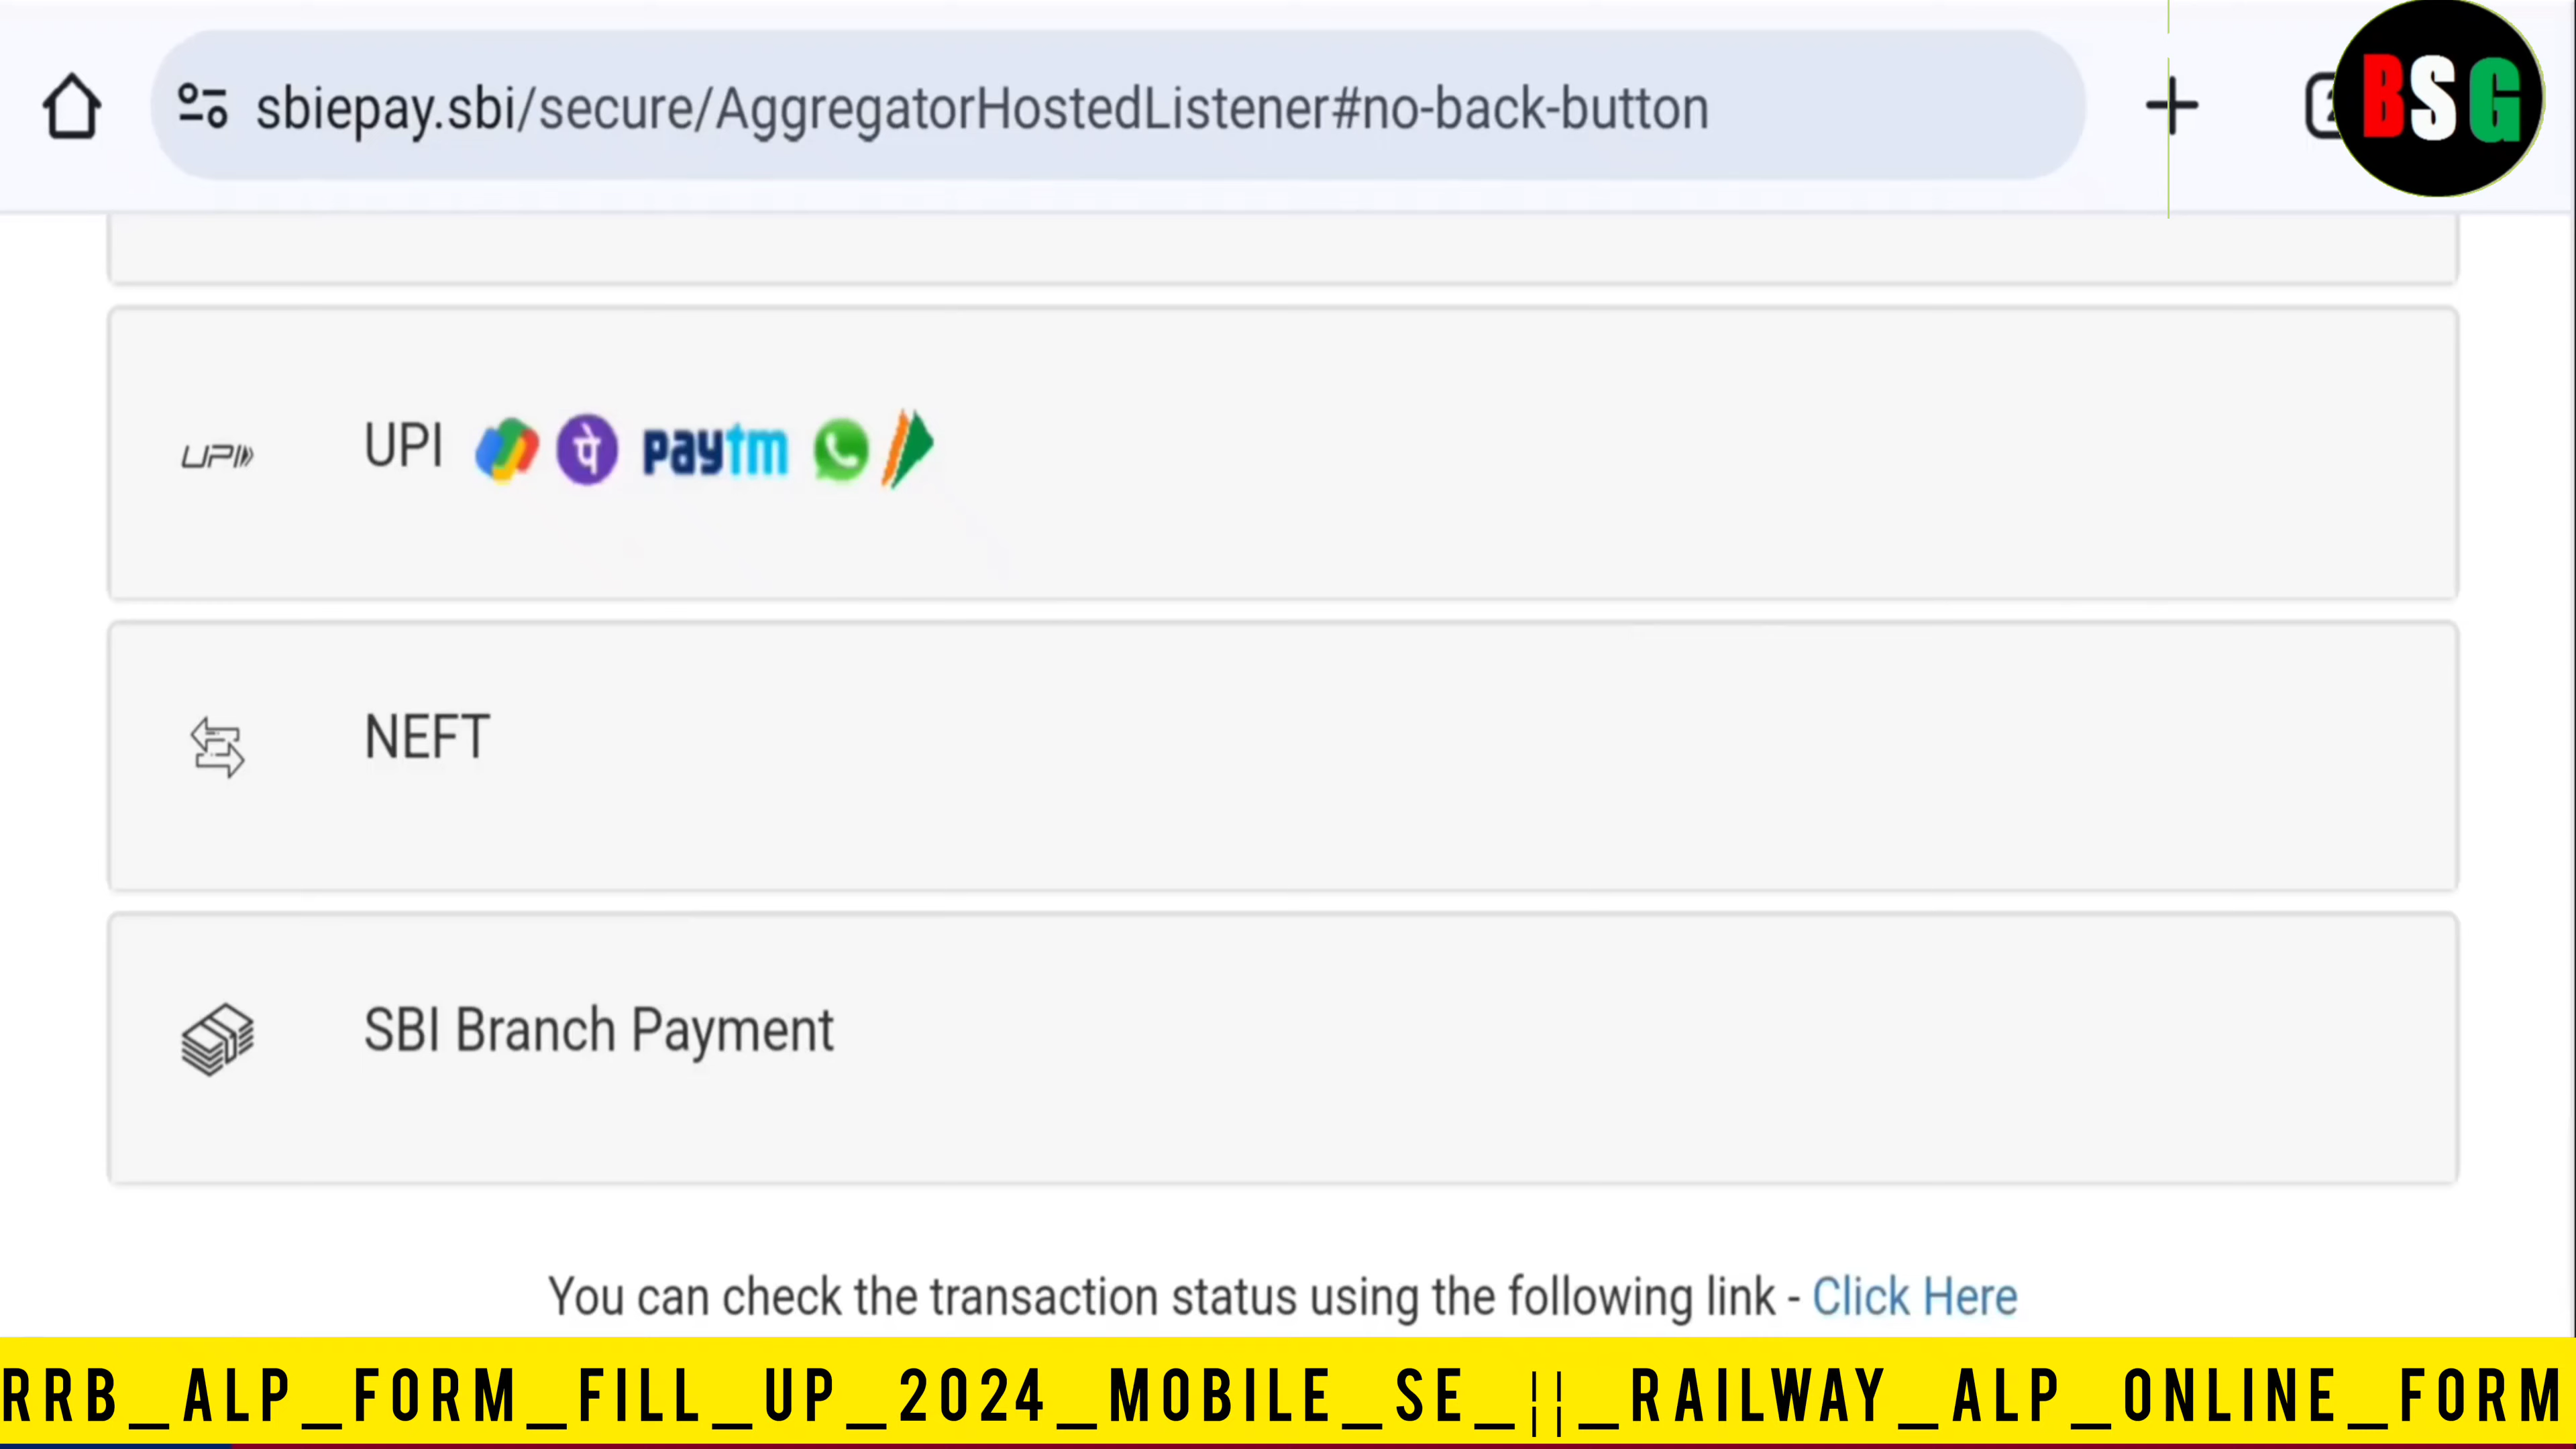 sbiepay.sbi/secure/AggregatorHostedListener#no-back-button
BSG
UPI UPI पे paytm
NEFT
SBI Branch Payment
You can check the transaction status using the following link - Click Here
RRB_ALP_FORM_FILL_UP_2024_MOBILE_SE_¦¦_RAILWAY_ALP_ONLINE_FORM